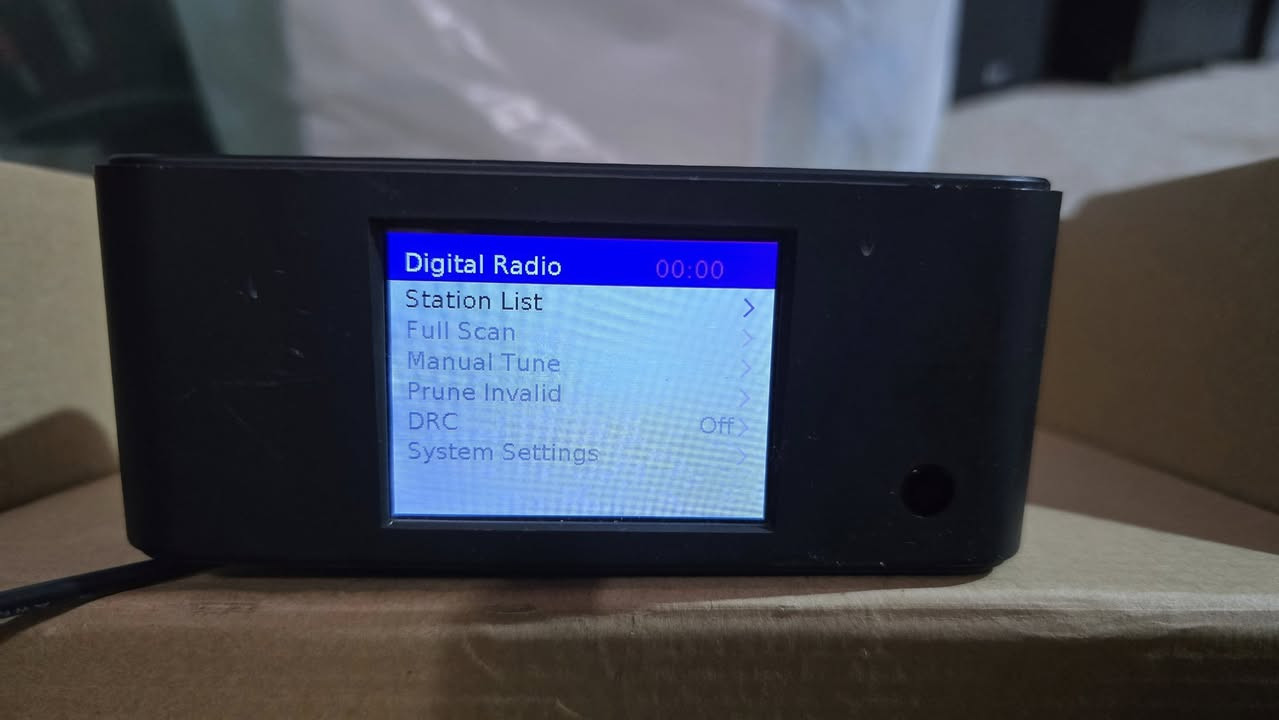 Digital Radio 00:00
Station List >
Full Scan >
Manual Tune >
Prune Invalid >
DRC Off >
System Settings >